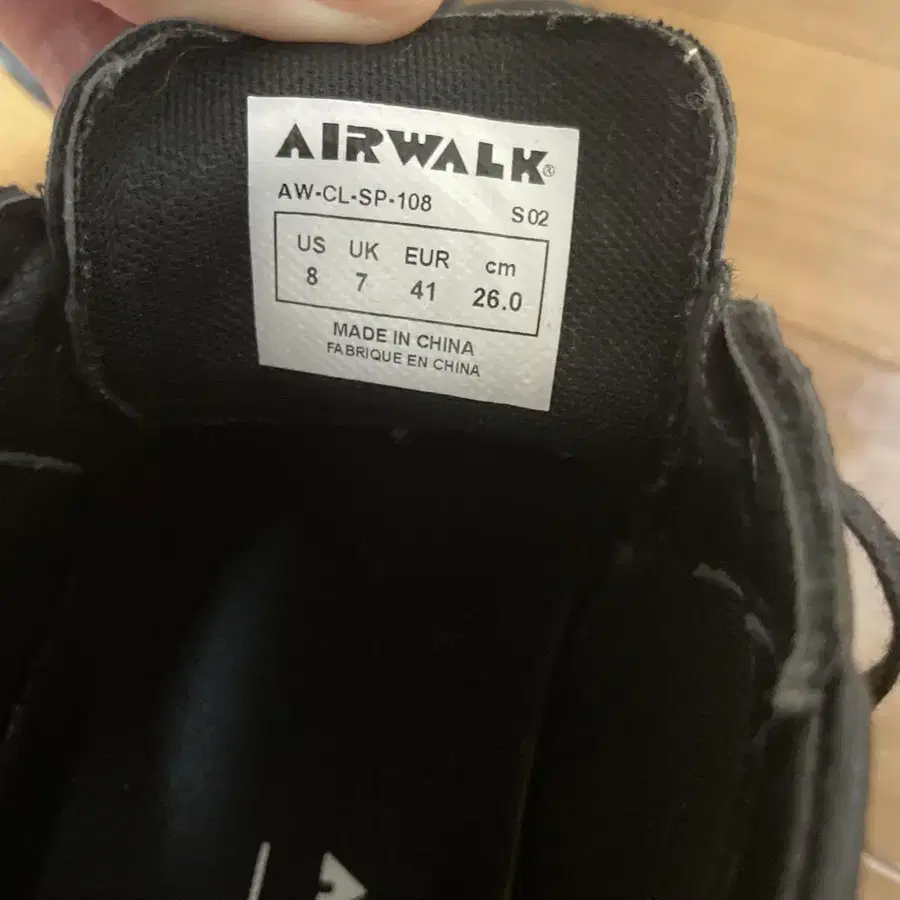 AIRWALK®
AW-CL-SP-108 S02
US UK EUR cm
8 7 41 26.0
MADE IN CHINA
FABRIQUE EN CHINA